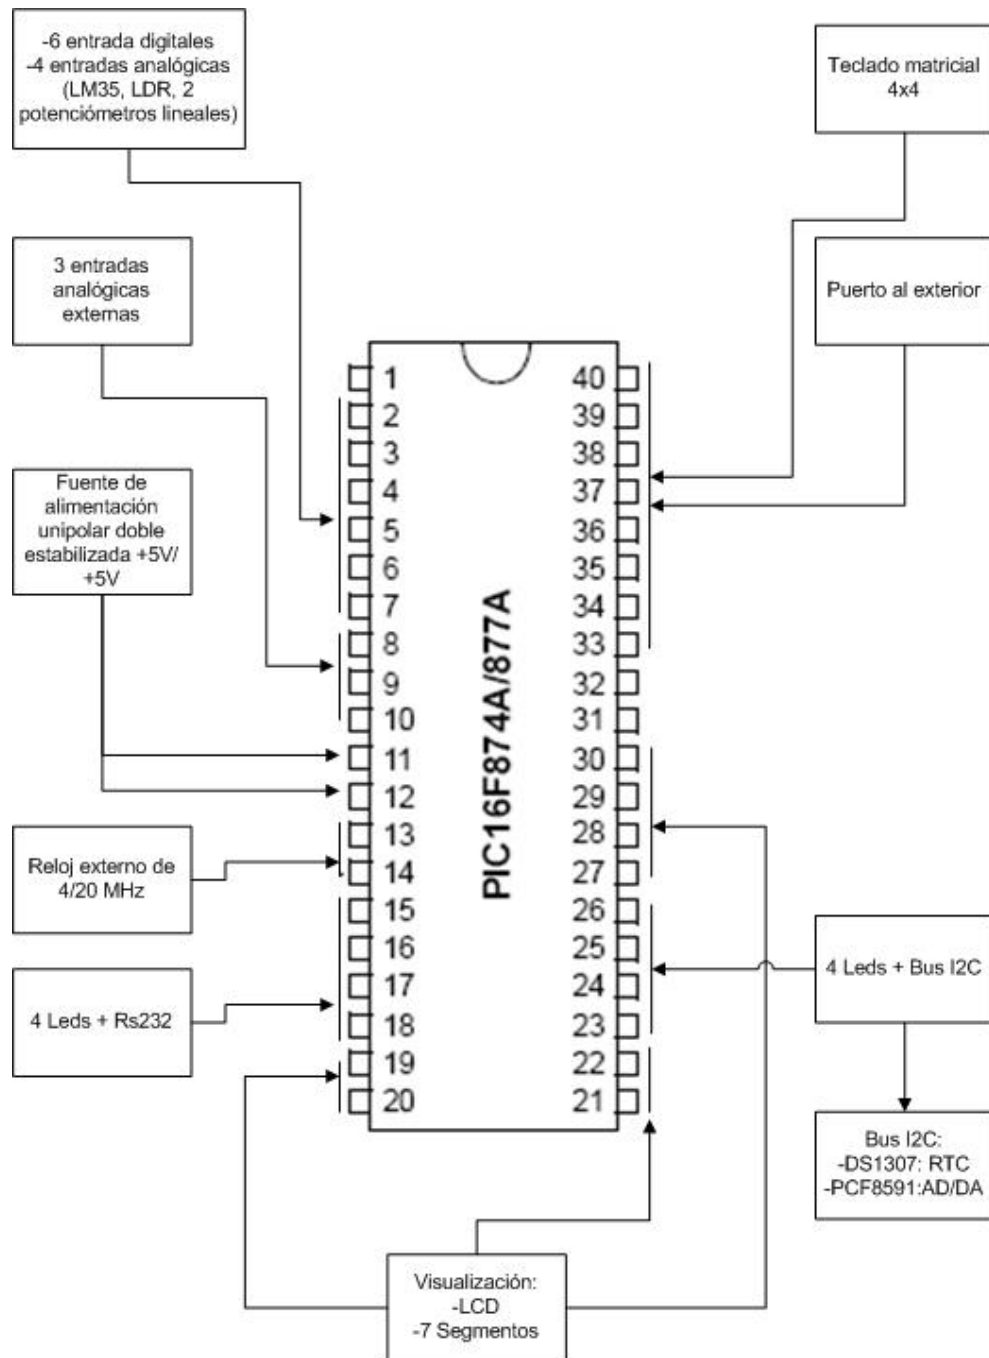 -6 entrada digitales
-4 entradas analógicas
(LM35, LDR, 2
potenciómetros lineales)
Teclado matricial
4x4
3 entradas
analógicas
externas
Puerto al exterior
Fuente de
alimentación
unipolar doble
estabilizada +5V/
+5V
Reloj externo de
4/20 MHz
4 Leds + Rs232
1
2
3
4
5
6
7
8
9
10
11
12
13
14
15
16
17
18
19
20
PIC16F874A/877A
40
39
38
37
36
35
34
33
32
31
30
29
28
27
26
25
24
23
22
21
4 Leds + Bus I2C
Bus I2C:
-DS1307: RTC
-PCF8591:AD/DA
Visualización:
-LCD
-7 Segmentos